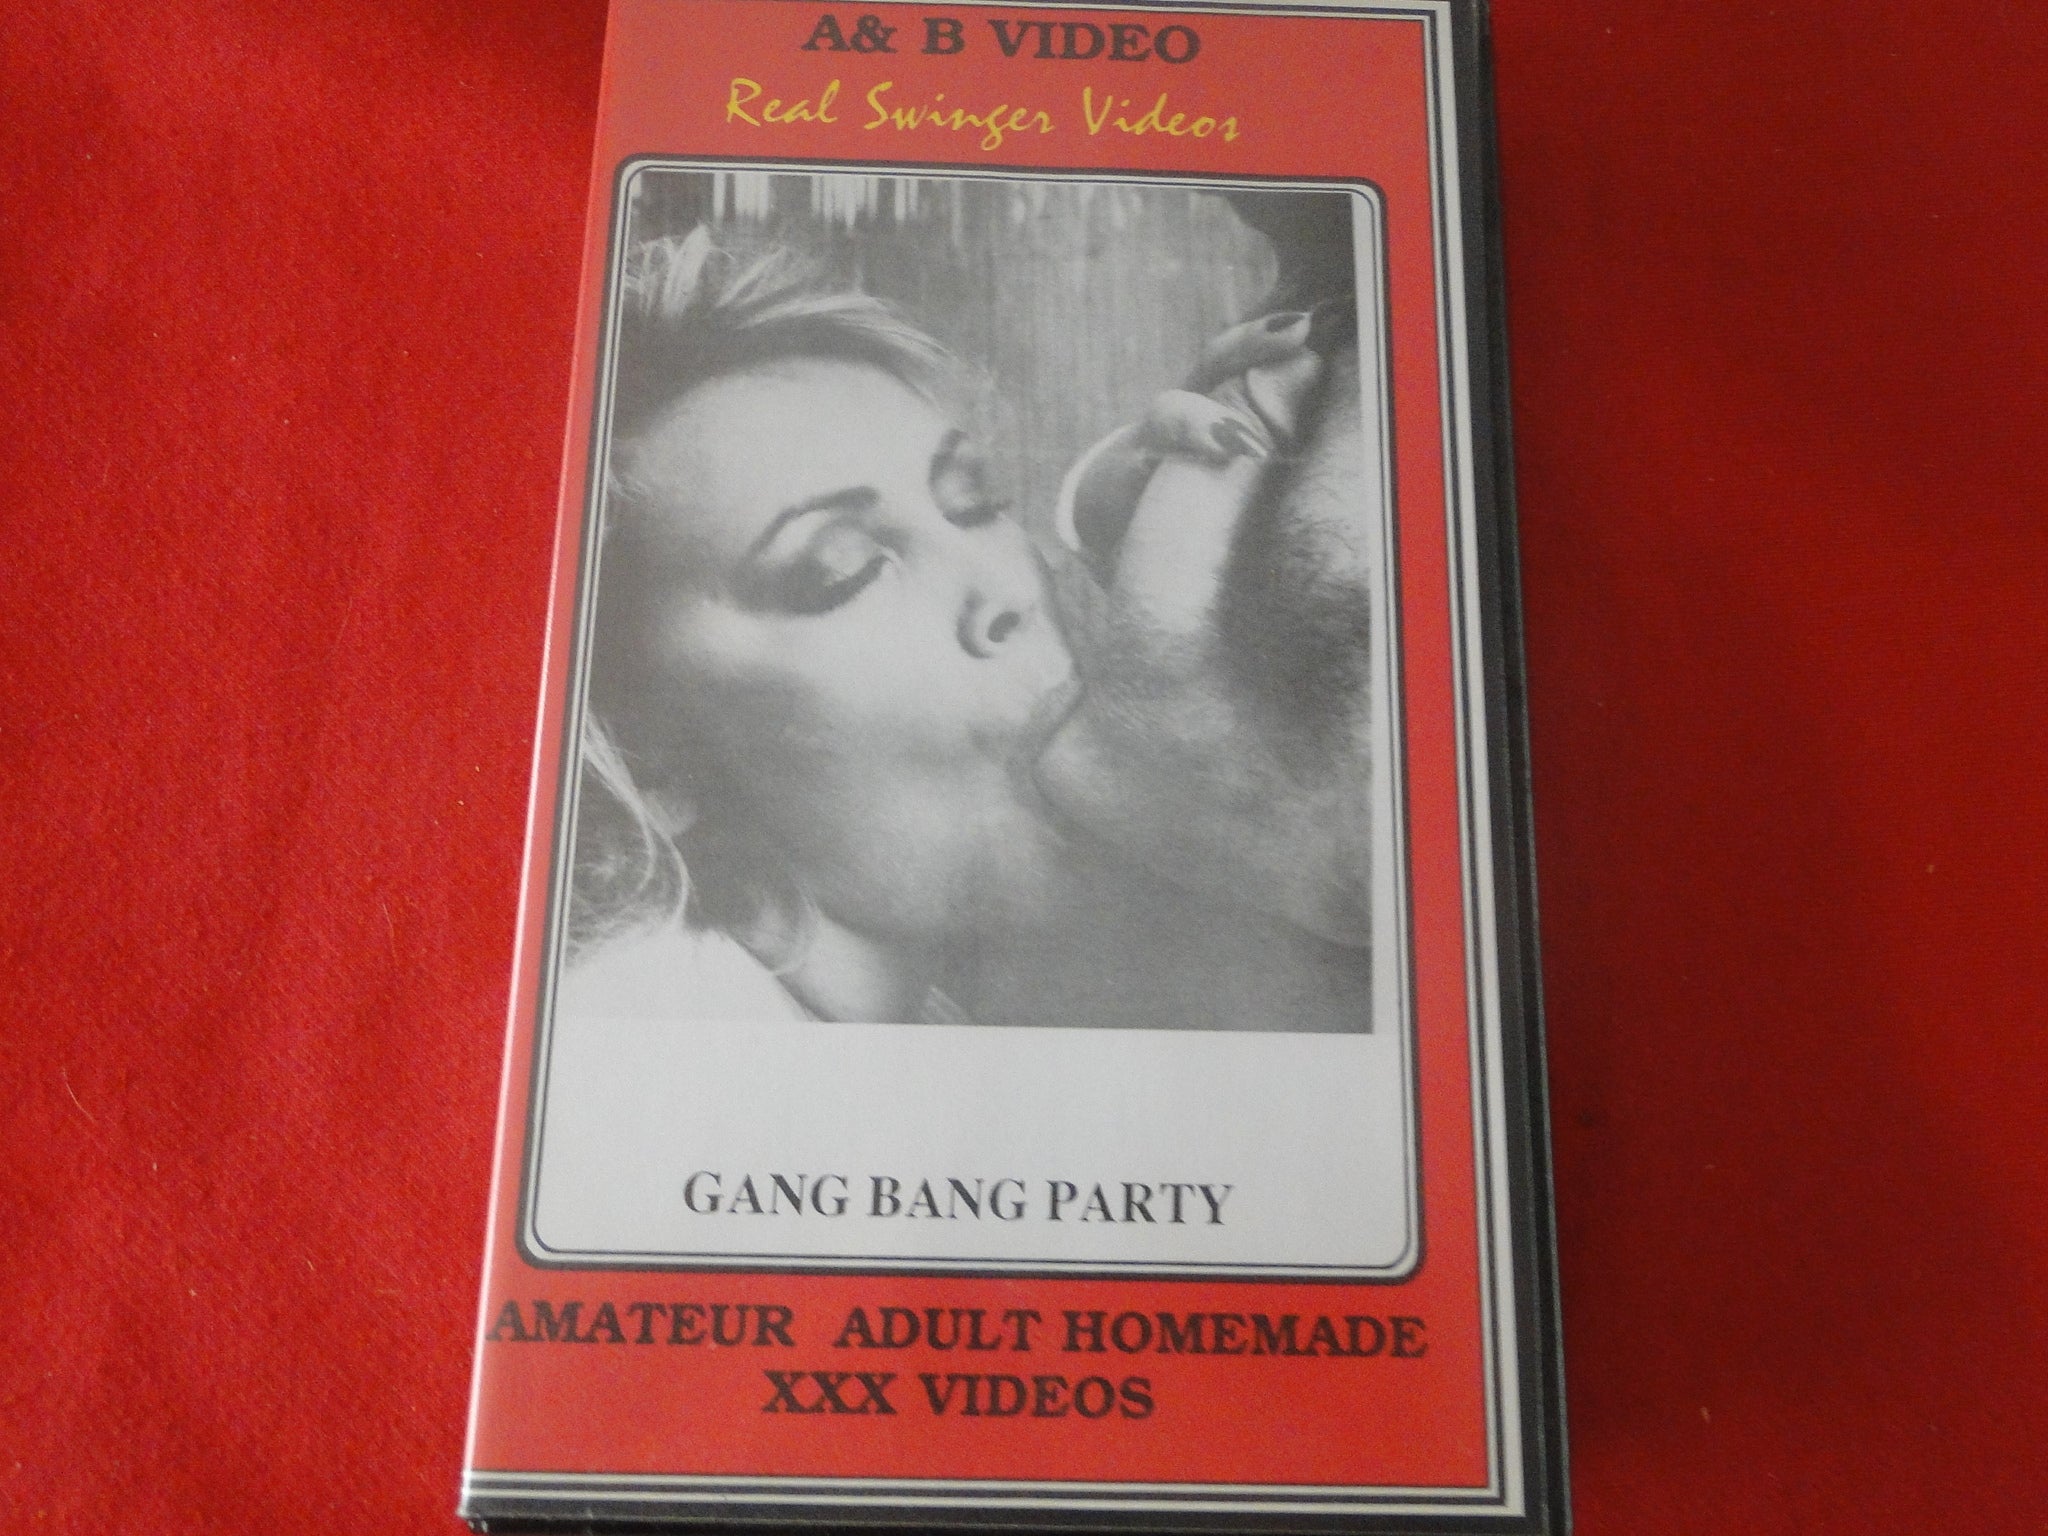 A& B VIDEO
Real Swinger Videos
GANG BANG PARTY
AMATEUR ADULT HOMEMADE
XXX VIDEOS